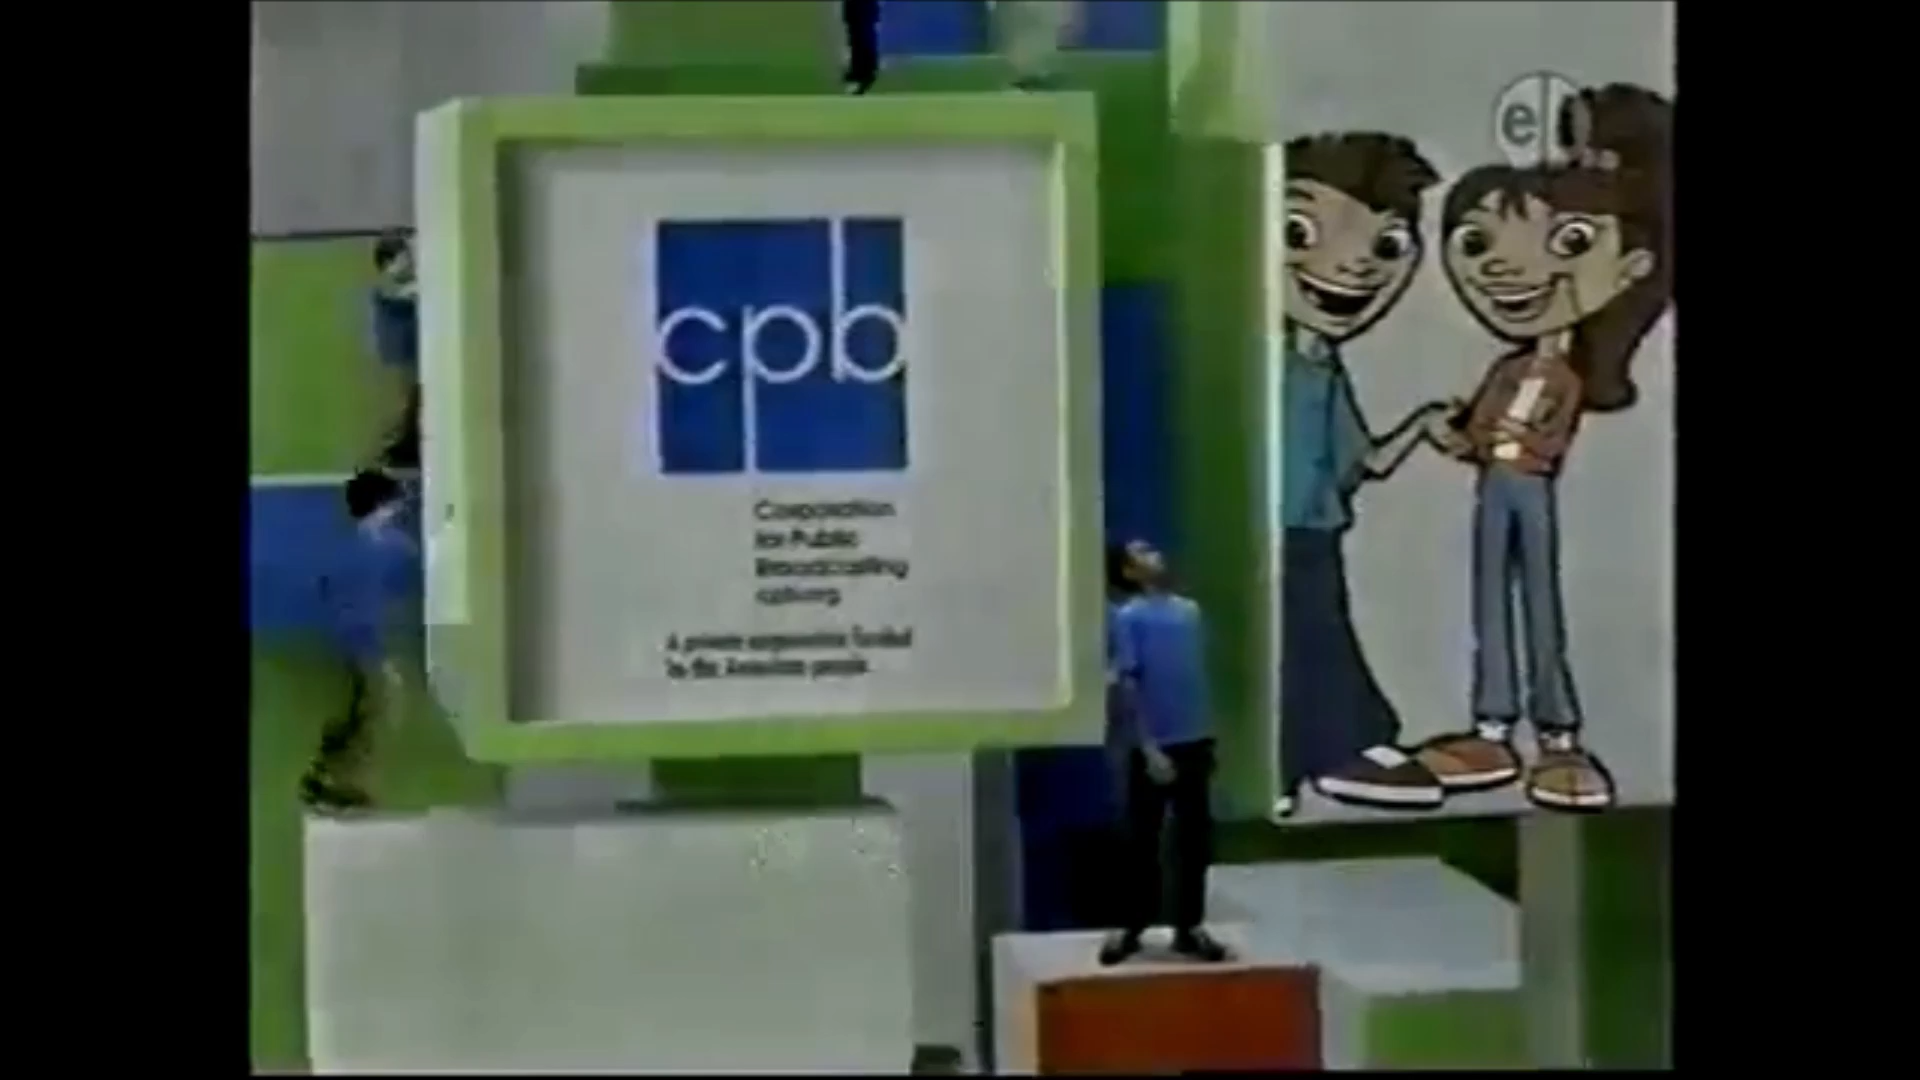 cpb
Corporation
for Public
Broadcasting
cpb.org
A private corporation funded
by the American people.
e/i